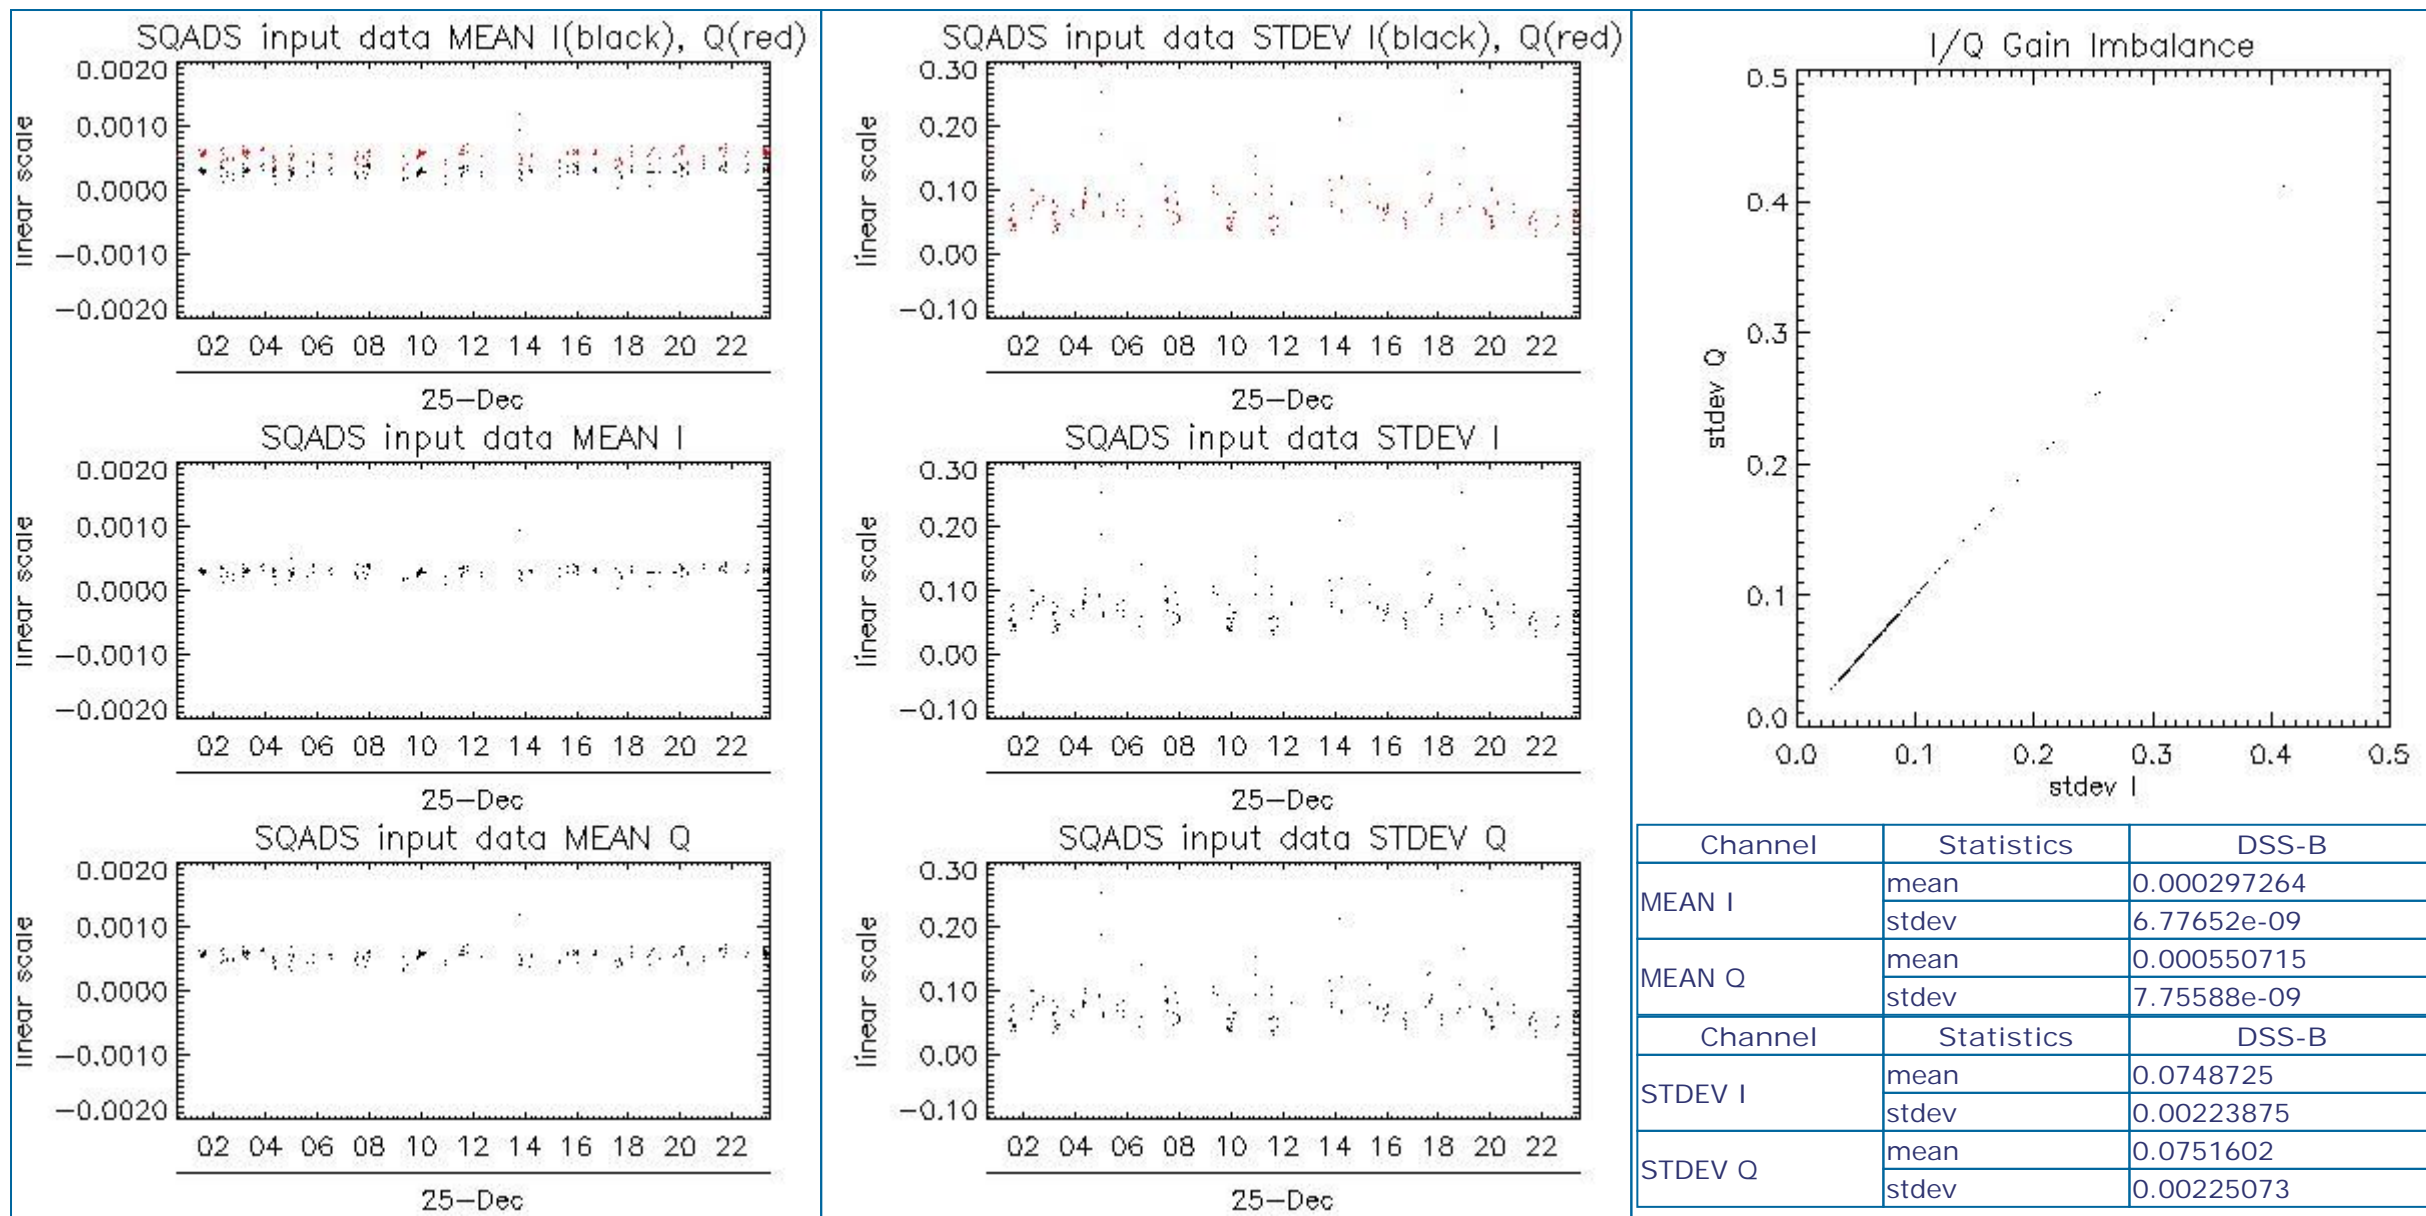 SQADS input data MEAN I(black), Q(red)
linear scale
0.0020
0.0010
0.0000
−0.0010
−0.0020
02 04 06 08 10 12 14 16 18 20 22
25−Dec
SQADS input data MEAN I
linear scale
0.0020
0.0010
0.0000
−0.0010
−0.0020
02 04 06 08 10 12 14 16 18 20 22
25−Dec
SQADS input data MEAN Q
linear scale
0.0020
0.0010
0.0000
−0.0010
−0.0020
02 04 06 08 10 12 14 16 18 20 22
25−Dec
SQADS input data STDEV I(black), Q(red)
linear scale
0.30
0.20
0.10
0.00
−0.10
02 04 06 08 10 12 14 16 18 20 22
25−Dec
SQADS input data STDEV I
linear scale
0.30
0.20
0.10
0.00
−0.10
02 04 06 08 10 12 14 16 18 20 22
25−Dec
SQADS input data STDEV Q
linear scale
0.30
0.20
0.10
0.00
−0.10
02 04 06 08 10 12 14 16 18 20 22
25−Dec
I/Q Gain Imbalance
stdev Q
0.5
0.4
0.3
0.2
0.1
0.0
0.0 0.1 0.2 0.3 0.4 0.5
stdev I
Channel Statistics DSS-B
MEAN I
mean 0.000297264
stdev 6.77652e-09
MEAN Q
mean 0.000550715
stdev 7.75588e-09
Channel Statistics DSS-B
STDEV I
mean 0.0748725
stdev 0.00223875
STDEV Q
mean 0.0751602
stdev 0.00225073